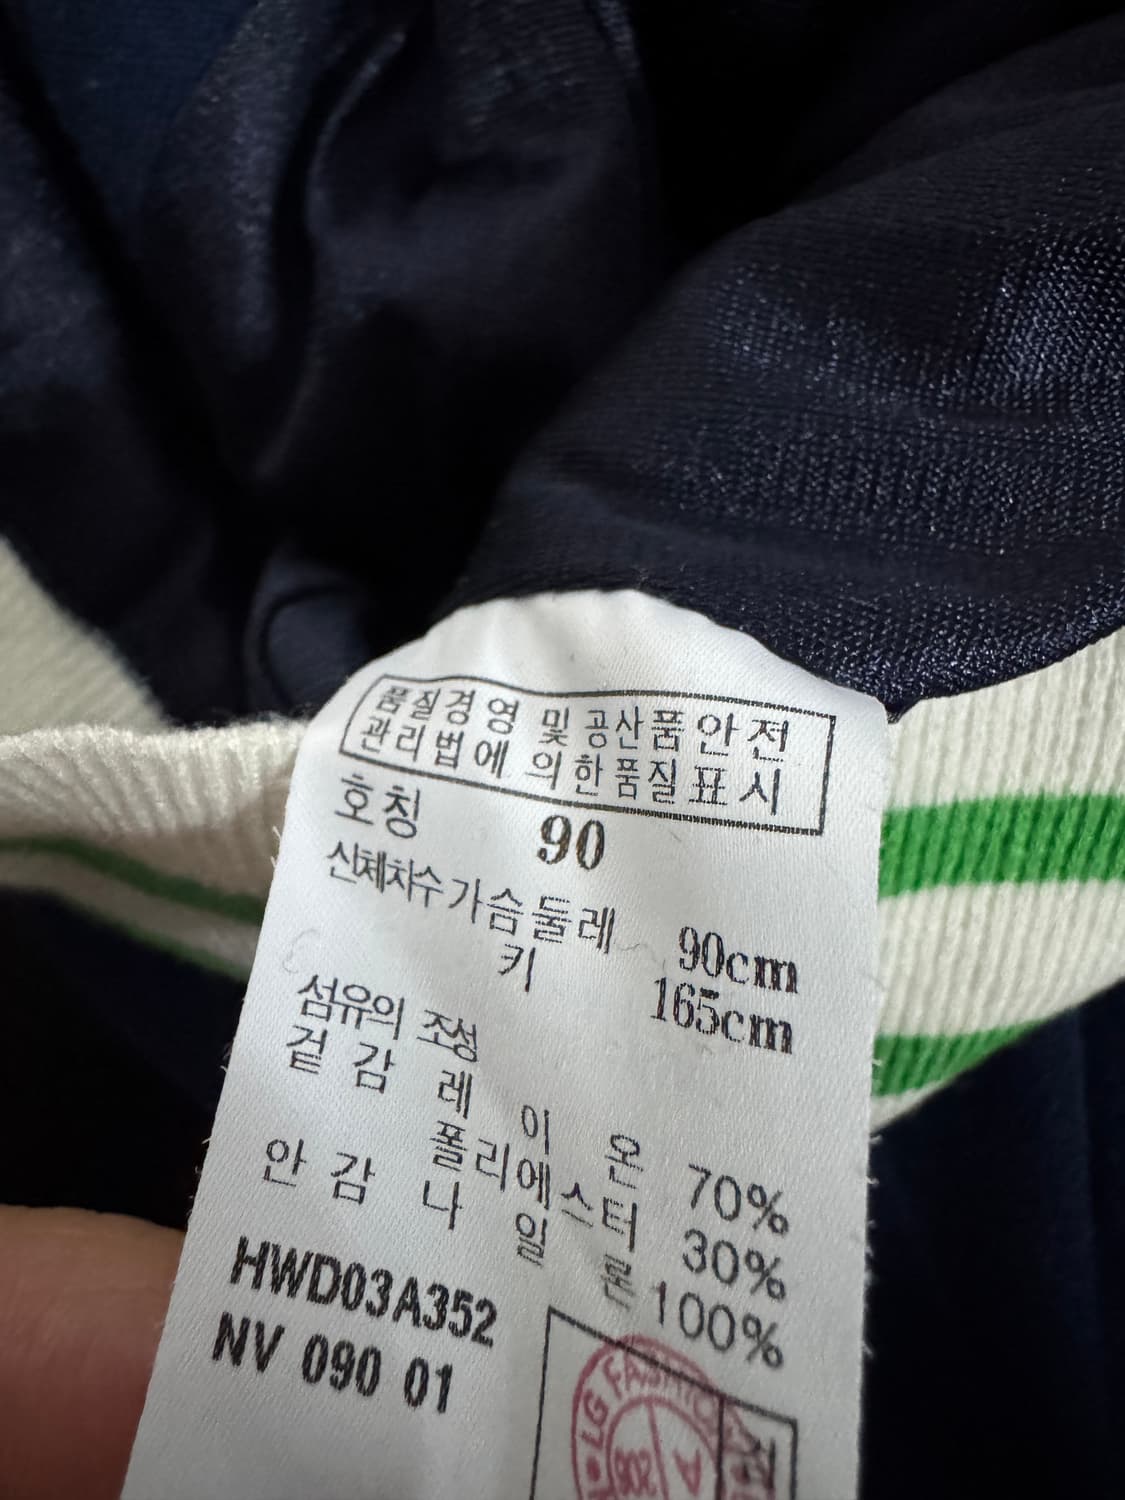 품질경영 및 공산품안전
관리법에 의한품질표시
호칭 90
신체치수 가슴둘레 90cm
키 165cm
섬유의 조성
겉감 레이온 70%
폴리에스터 30%
안감 나일론 100%
HWD03A352
NV 090 01
LG FASHION
A